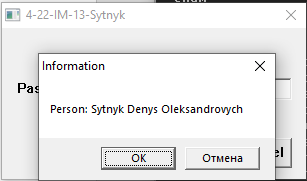 4-22-IM-13-Sytnyk
Information
Pas
Person: Sytnyk Denys Oleksandrovych
el
OK
Отмена